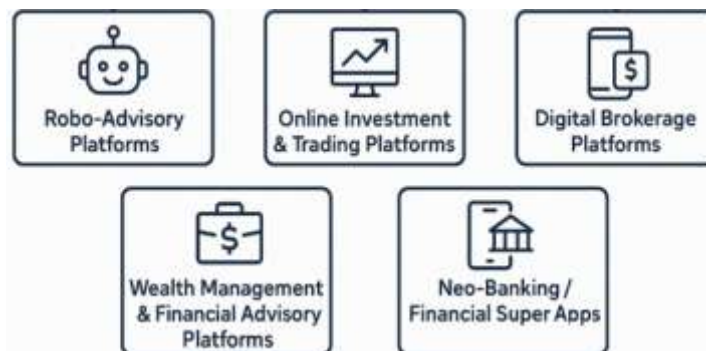 Robo-Advisory
Platforms
Online Investment
& Trading Platforms
$
Digital Brokerage
Platforms
$
Wealth Management
& Financial Advisory
Platforms
Neo-Banking /
Financial Super Apps